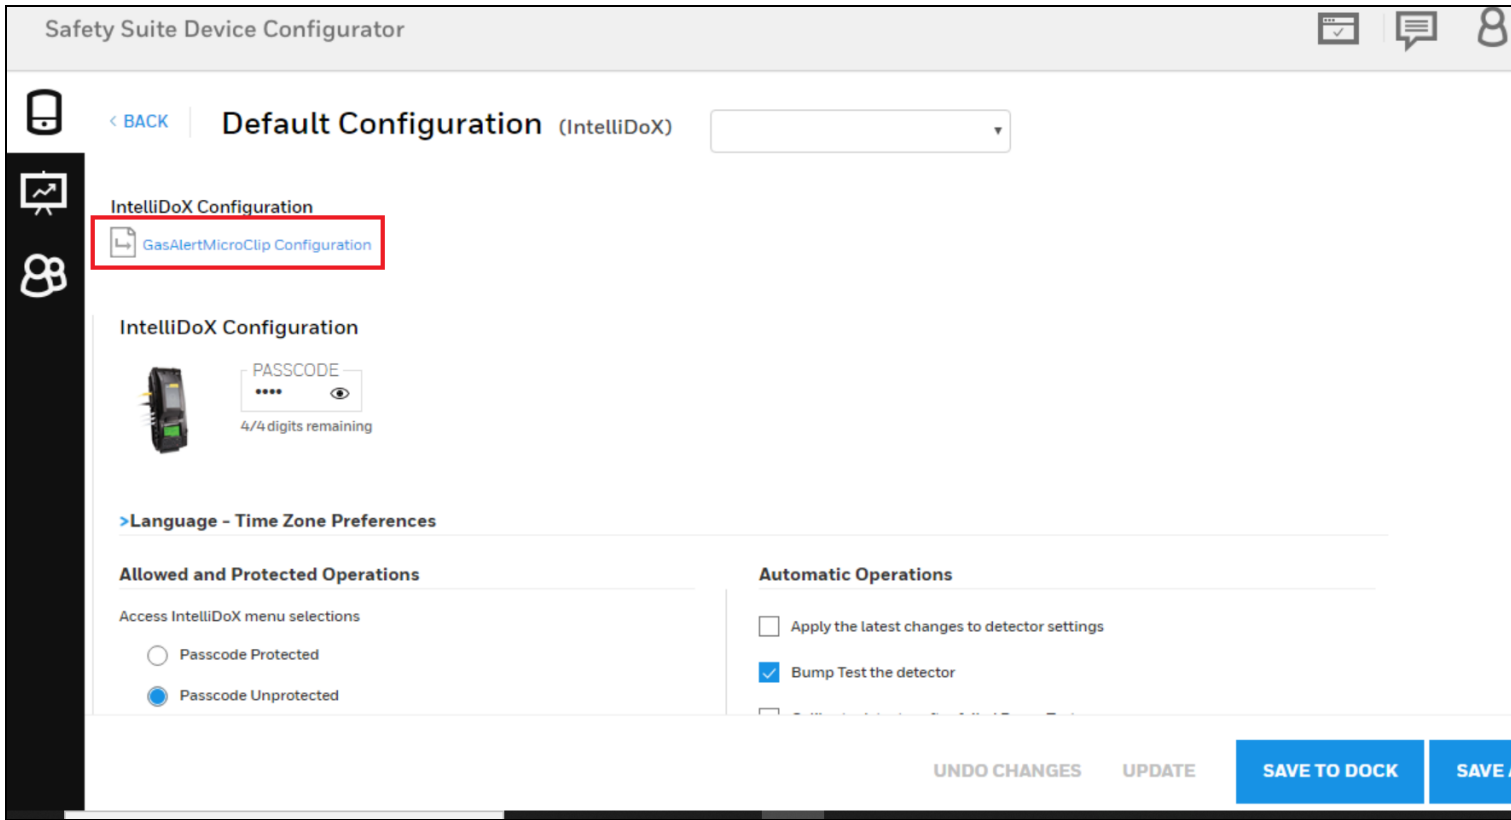 Safety Suite Device Configurator
< BACK
Default Configuration (IntelliDoX)
IntelliDoX Configuration
GasAlertMicroClip Configuration
IntelliDoX Configuration
PASSCODE
••••
4/4 digits remaining
>Language - Time Zone Preferences
Allowed and Protected Operations
Automatic Operations
Access IntelliDoX menu selections
Apply the latest changes to detector settings
Passcode Protected
Bump Test the detector
Passcode Unprotected
UNDO CHANGES
UPDATE
SAVE TO DOCK
SAVE